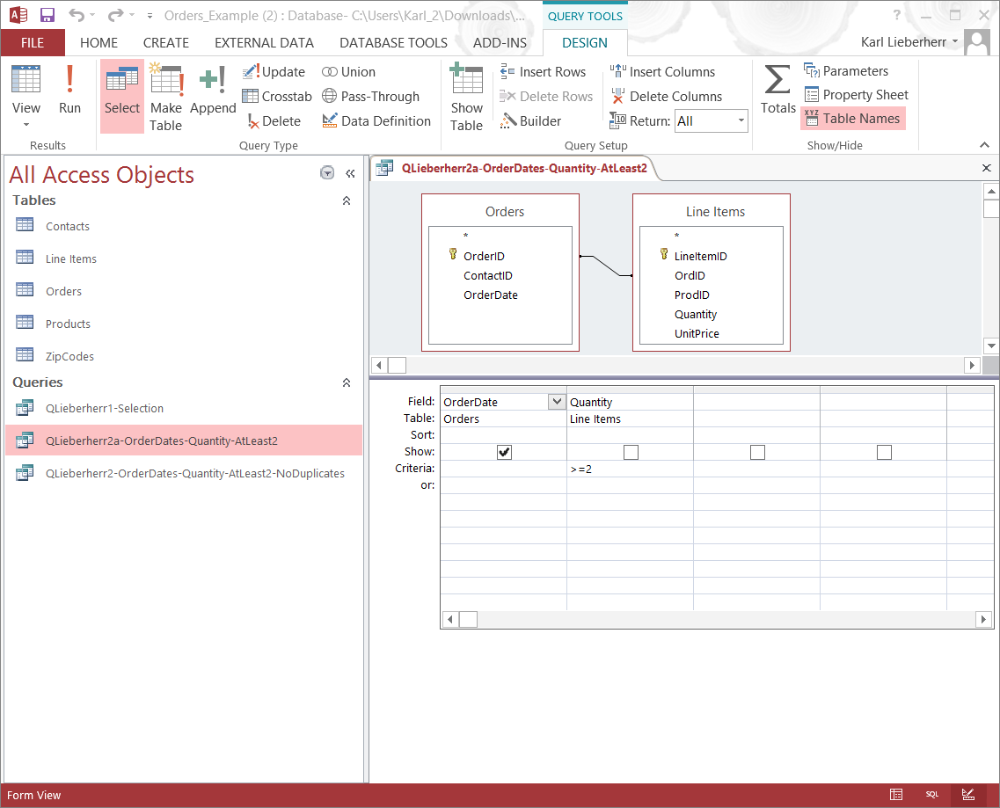 Orders_Example (2) : Database- C:\Users\Karl_2\Downloads\...
QUERY TOOLS
?
FILE HOME CREATE EXTERNAL DATA DATABASE TOOLS ADD-INS DESIGN
Karl Lieberherr
View
Run
Results
Select
Make
Table
Append
Update
Crosstab
Delete
Union
Pass-Through
Data Definition
Query Type
Show
Table
Insert Rows
Delete Rows
Builder
Insert Columns
Delete Columns
Return: All
Query Setup
Totals
Parameters
Property Sheet
Table Names
Show/Hide
All Access Objects
Tables
Contacts
Line Items
Orders
Products
ZipCodes
Queries
QLieberherr1-Selection
QLieberherr2a-OrderDates-Quantity-AtLeast2
QLieberherr2-OrderDates-Quantity-AtLeast2-NoDuplicates
QLieberherr2a-OrderDates-Quantity-AtLeast2
Orders
*
OrderID
ContactID
OrderDate
Line Items
*
LineItemID
OrdID
ProdID
Quantity
UnitPrice
Field: OrderDate Quantity
Table: Orders Line Items
Sort:
Show:
Criteria: >=2
or:
Form View
SQL